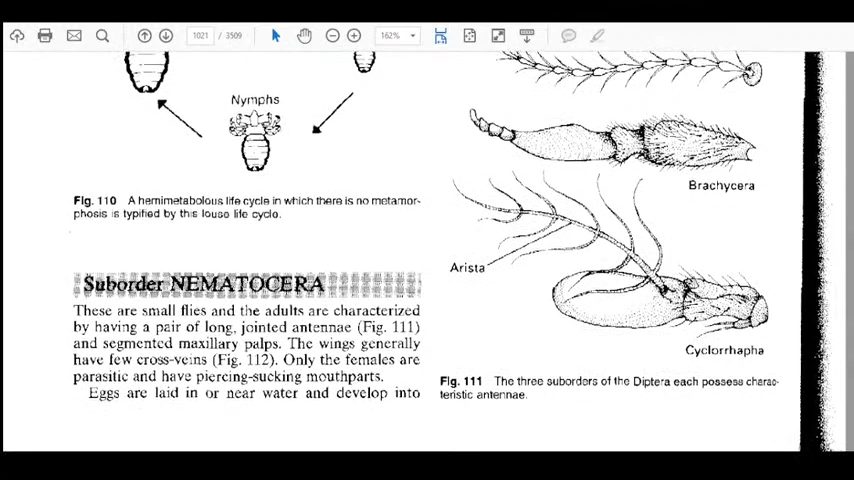 1021 / 3509
162%
Nymphs
Fig. 110 A hemimetabolous life cycle in which there is no metamor-
phosis is typified by this louse life cycle.
Suborder NEMATOCERA
These are small flies and the adults are characterized
by having a pair of long, jointed antennae (Fig. 111)
and segmented maxillary palps. The wings generally
have few cross-veins (Fig. 112). Only the females are
parasitic and have piercing-sucking mouthparts.
Eggs are laid in or near water and develop into
Brachycera
Arista
Cyclorrhapha
Fig. 111 The three suborders of the Diptera each possess charac-
teristic antennae.